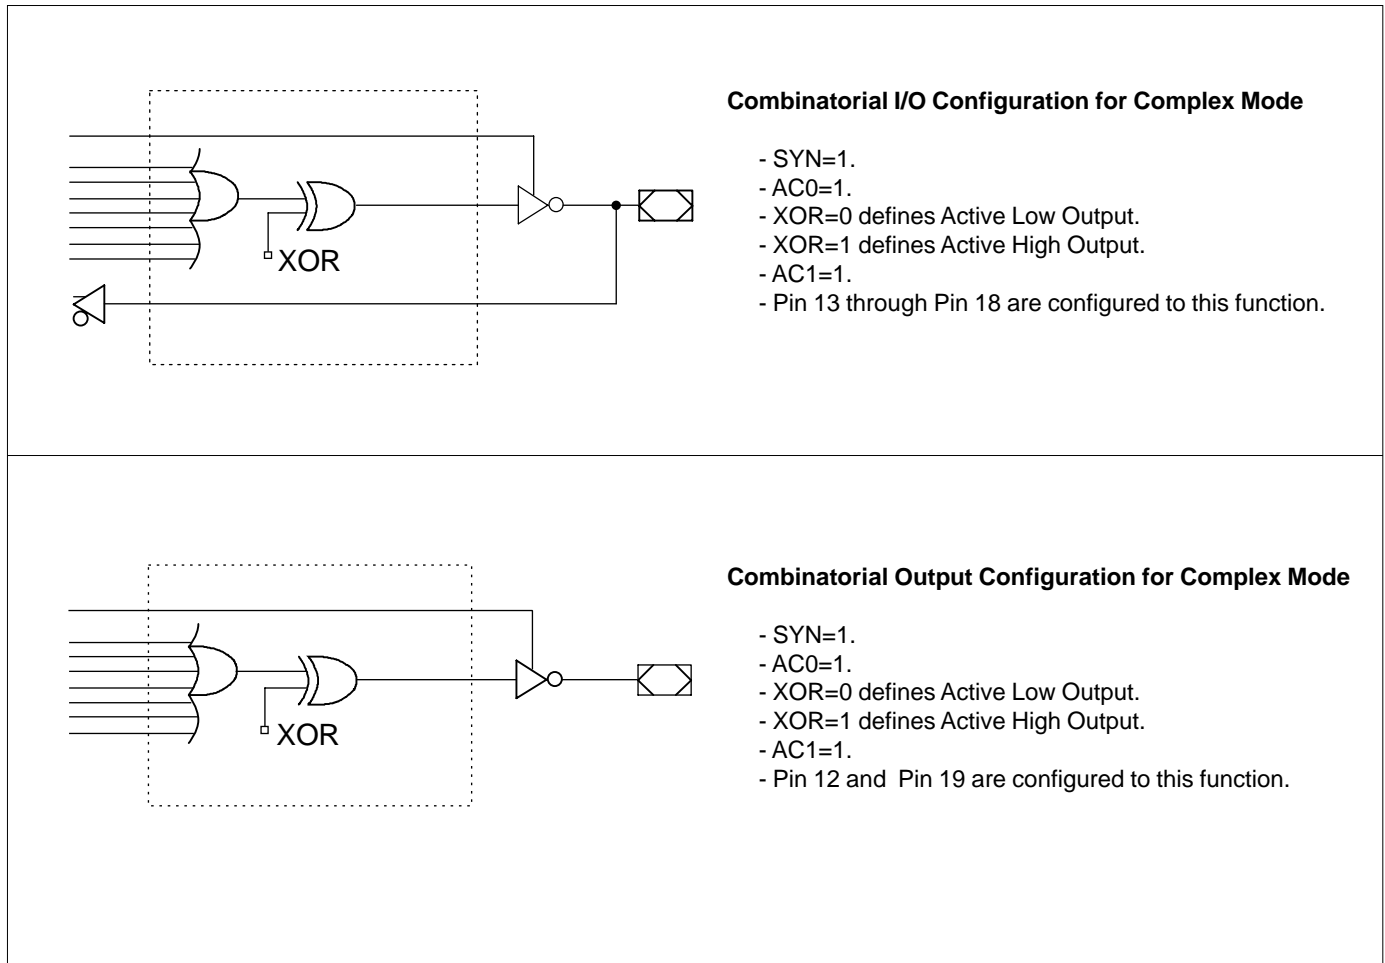 Combinatorial I/O Configuration for Complex Mode
- SYN=1.
- AC0=1.
- XOR=0 defines Active Low Output.
- XOR=1 defines Active High Output.
- AC1=1.
- Pin 13 through Pin 18 are configured to this function.
XOR
Combinatorial Output Configuration for Complex Mode
- SYN=1.
- AC0=1.
- XOR=0 defines Active Low Output.
- XOR=1 defines Active High Output.
- AC1=1.
- Pin 12 and  Pin 19 are configured to this function.
XOR